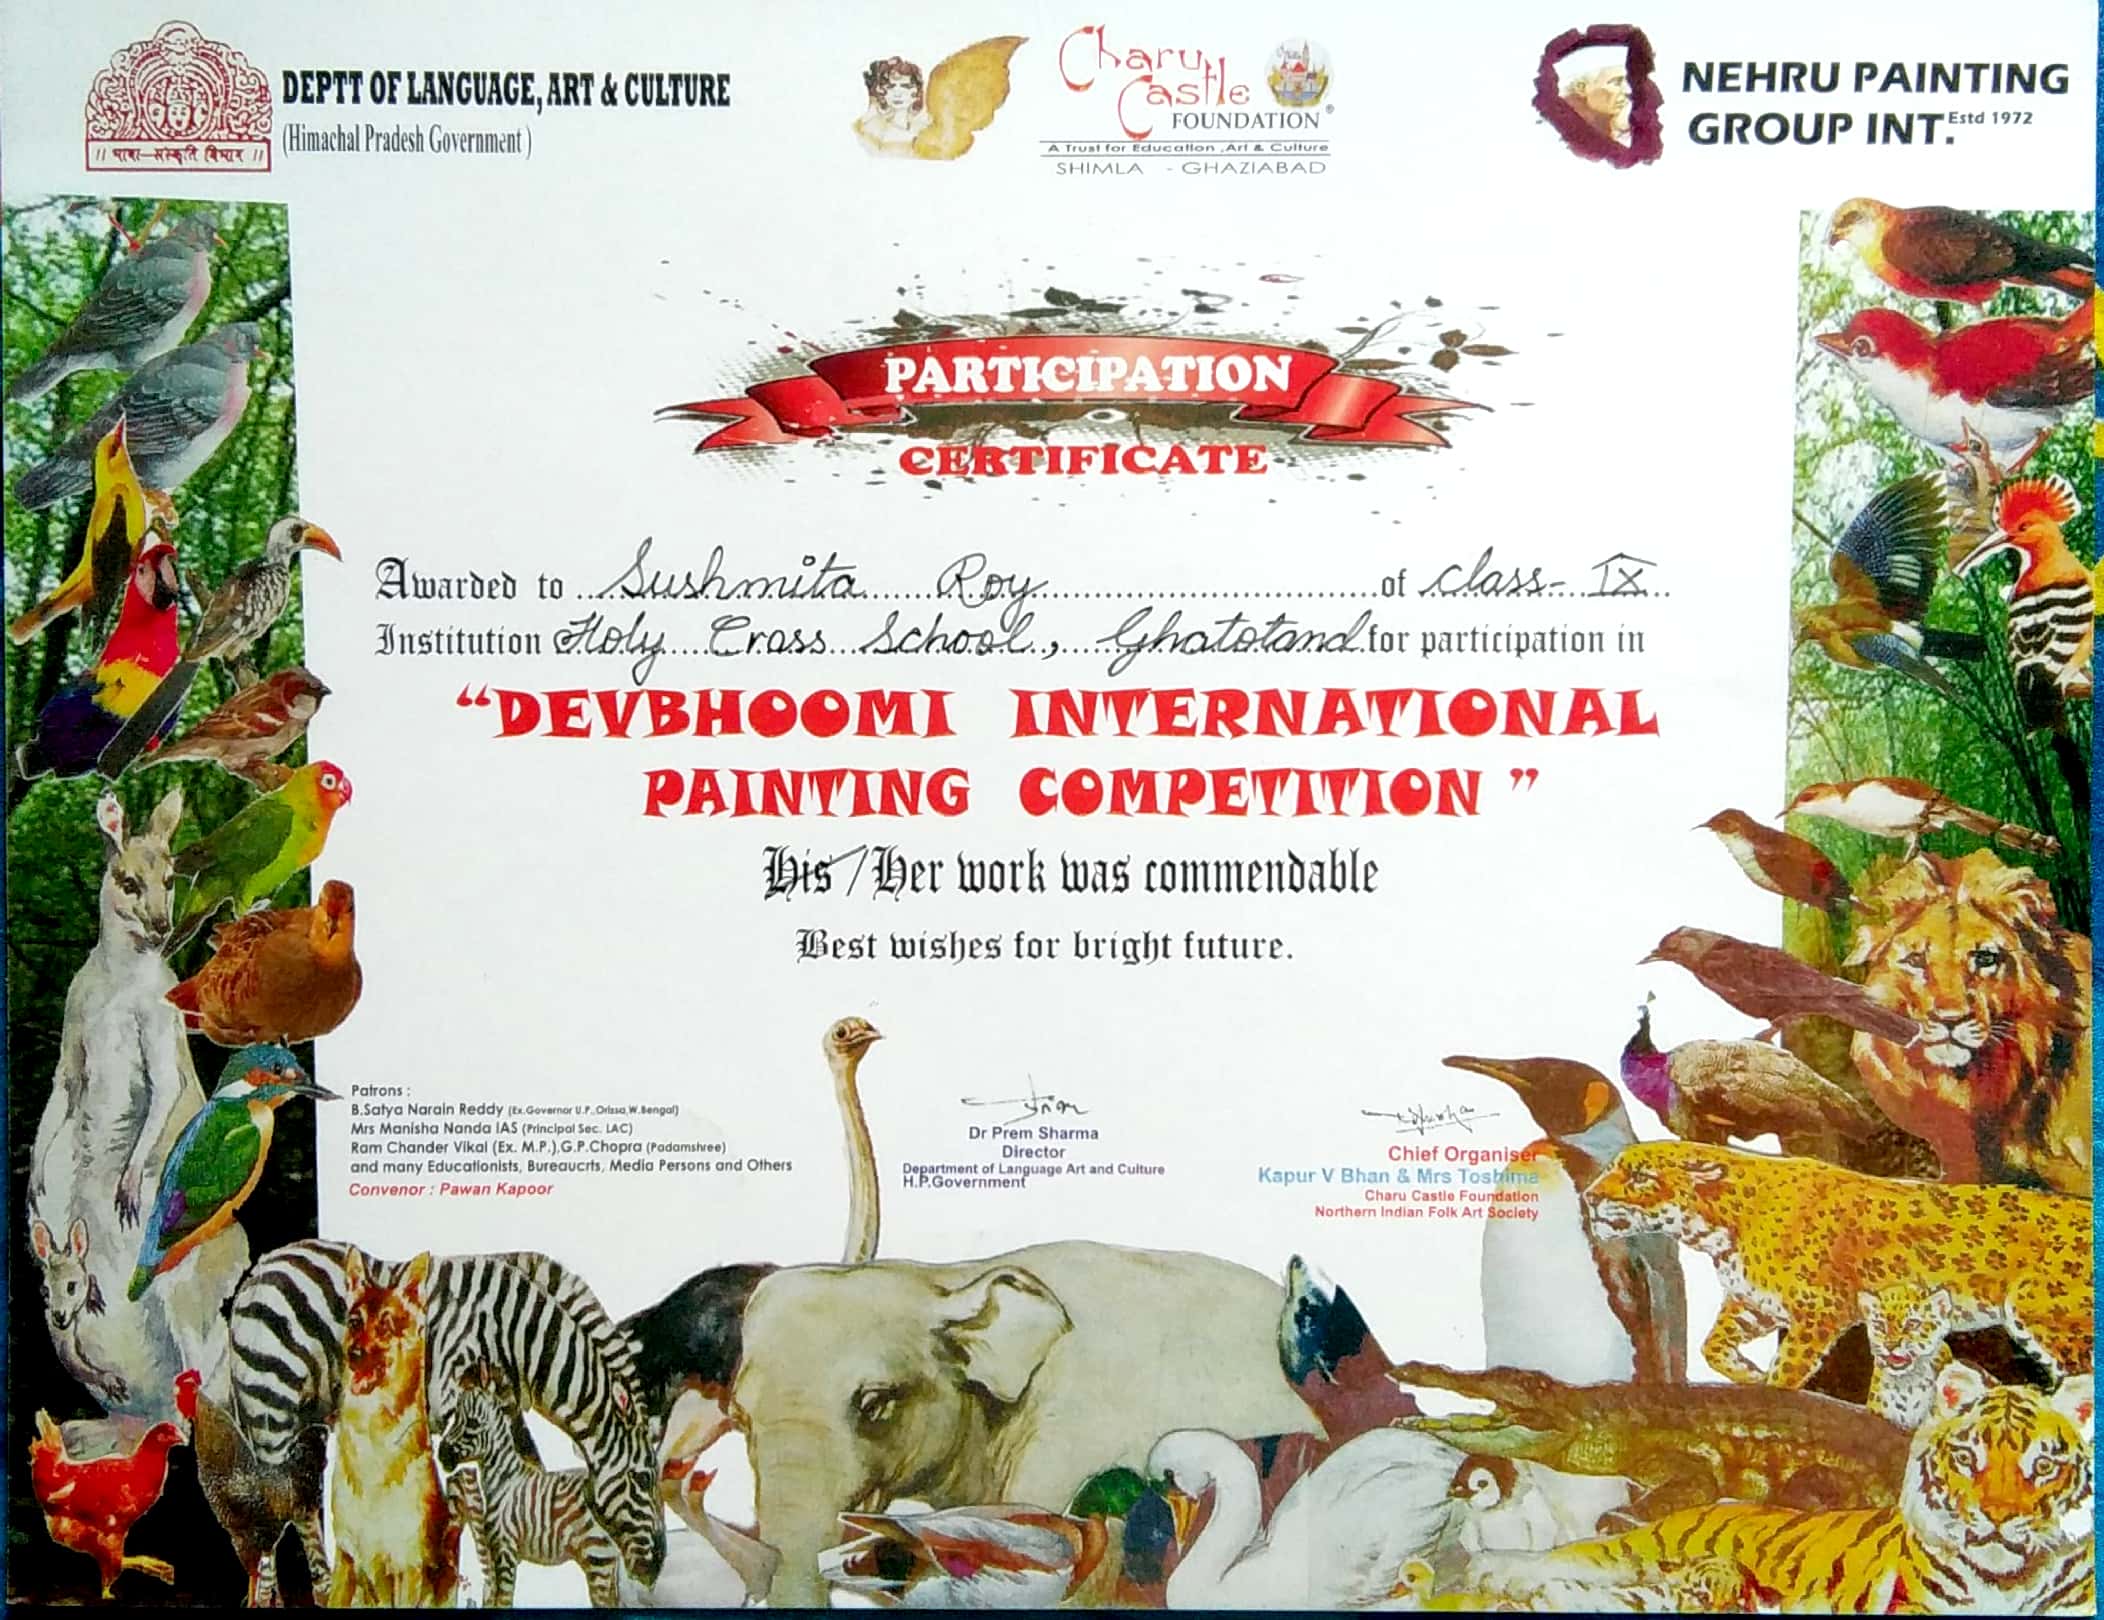 DEPTT OF LANGUAGE, ART & CULTURE
(Himachal Pradesh Government)
Charu
Castle
FOUNDATION
A Trust for Education ,Art & Culture
SHIMLA - GHAZIABAD
NEHRU PAINTING
GROUP INT. Estd 1972
PARTICIPATION
CERTIFICATE
Awarded to Sushmita Roy of class- IX
Institution Holy Cross School, Ghatotand for participation in
“DEVBHOOMI INTERNATIONAL
PAINTING COMPETITION”
His / Her work was commendable
Best wishes for bright future.
Patrons :
B.Satya Narain Reddy (Ex.Governor U.P.,Orissa,W.Bengal)
Mrs Manisha Nanda IAS (Principal Sec. LAC)
Ram Chander Vikal (Ex. M.P.),G.P.Chopra (Padamshree)
and many Educationists, Bureaucrts, Media Persons and Others
Convenor : Pawan Kapoor
Dr Prem Sharma
Director
Department of Language Art and Culture
H.P.Government
Chief Organiser
Kapur V Bhan & Mrs Toshima
Charu Castle Foundation
Northern Indian Folk Art Society